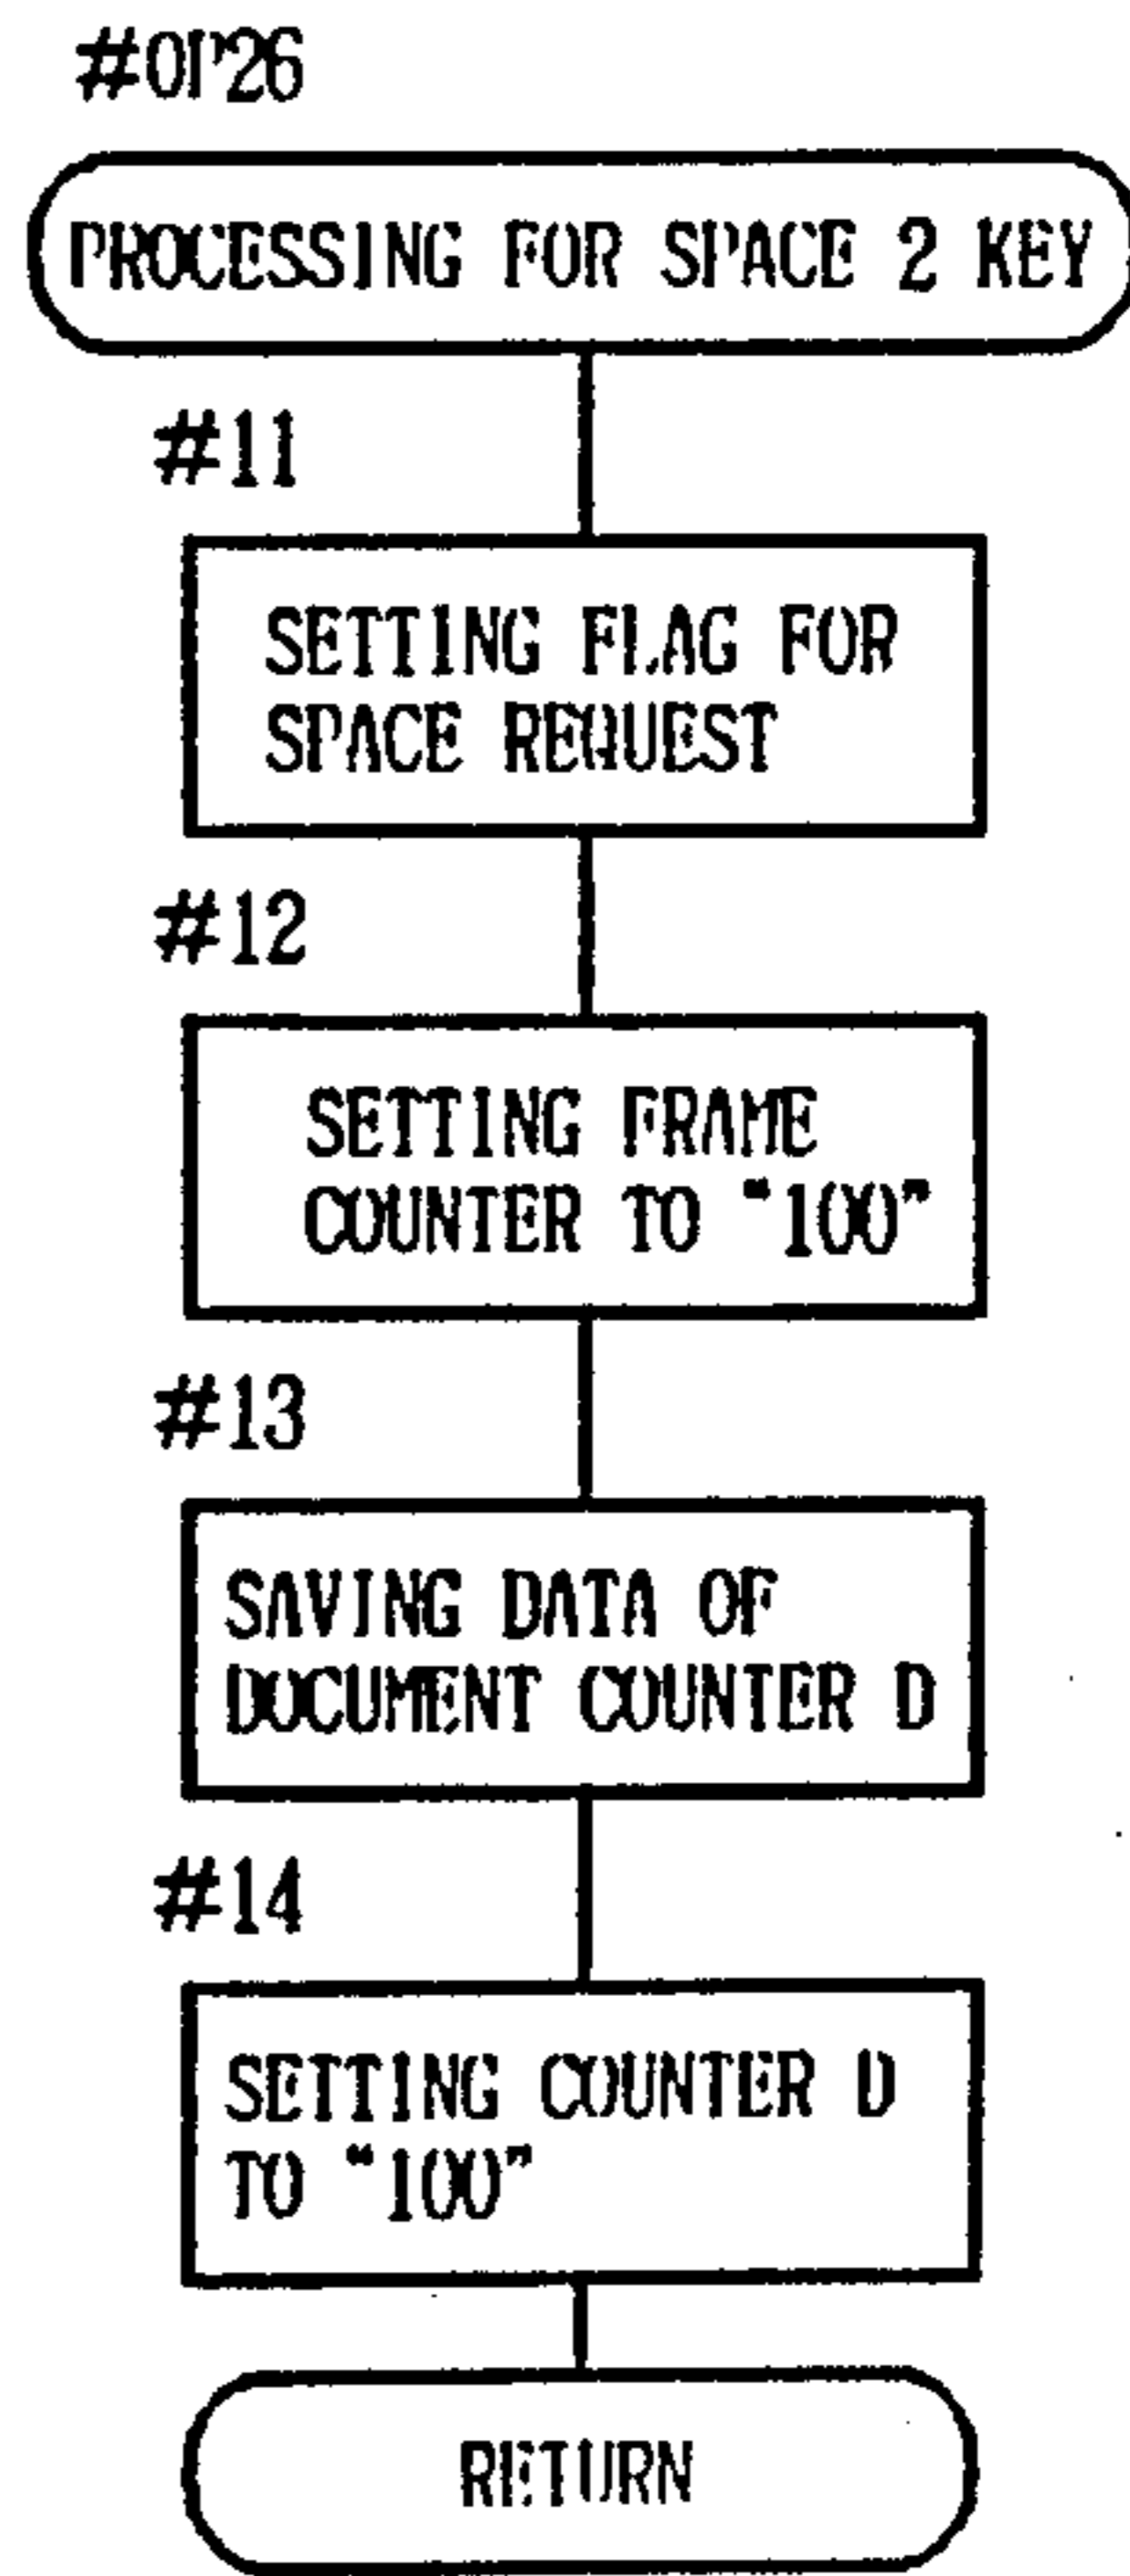 #OP26
PROCESSING FOR SPACE 2 KEY
#11
SETTING FLAG FOR
SPACE REQUEST
#12
SETTING FRAME
COUNTER TO "100"
#13
SAVING DATA OF
DOCUMENT COUNTER D
#14
SETTING COUNTER D
TO "100"
RETURN